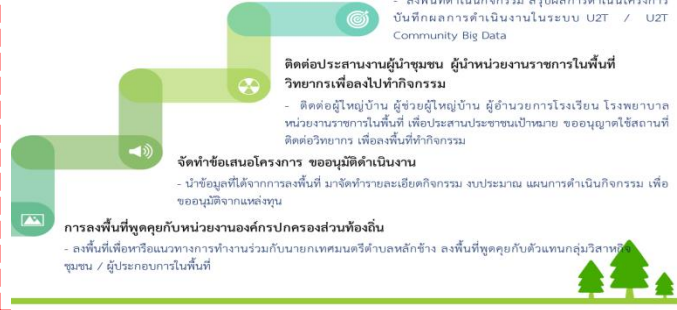 - ลงพื้นที่ดำเนินกิจกรรม สรุปผลการดำเนินโครงการ
บันทึกผลการดำเนินงานในระบบ U2T / U2T
Community Big Data
ติดต่อประสานงานผู้นำชุมชน ผู้นำหน่วยงานราชการในพื้นที่
วิทยากรเพื่อลงไปทำกิจกรรม
- ติดต่อผู้ใหญ่บ้าน ผู้ช่วยผู้ใหญ่บ้าน ผู้อำนวยการโรงเรียน โรงพยาบาล
หน่วยงานราชการในพื้นที่ เพื่อประสานประชาชนเป้าหมาย ขออนุญาตใช้สถานที่
ติดต่อวิทยากร เพื่อลงพื้นที่ทำกิจกรรม
จัดทำข้อเสนอโครงการ ขออนุมัติดำเนินงาน
- นำข้อมูลที่ได้จากการลงพื้นที่ มาจัดทำรายละเอียดกิจกรรม งบประมาณ แผนการดำเนินกิจกรรม เพื่อ
ขออนุมัติจากแหล่งทุน
การลงพื้นที่พูดคุยกับหน่วยงานองค์กรปกครองส่วนท้องถิ่น
- ลงพื้นที่เพื่อหารือแนวทางการทำงานร่วมกับนายกเทศมนตรีตำบลหลักช้าง ลงพื้นที่พูดคุยกับตัวแทนกลุ่มวิสาหกิจ
ชุมชน / ผู้ประกอบการในพื้นที่